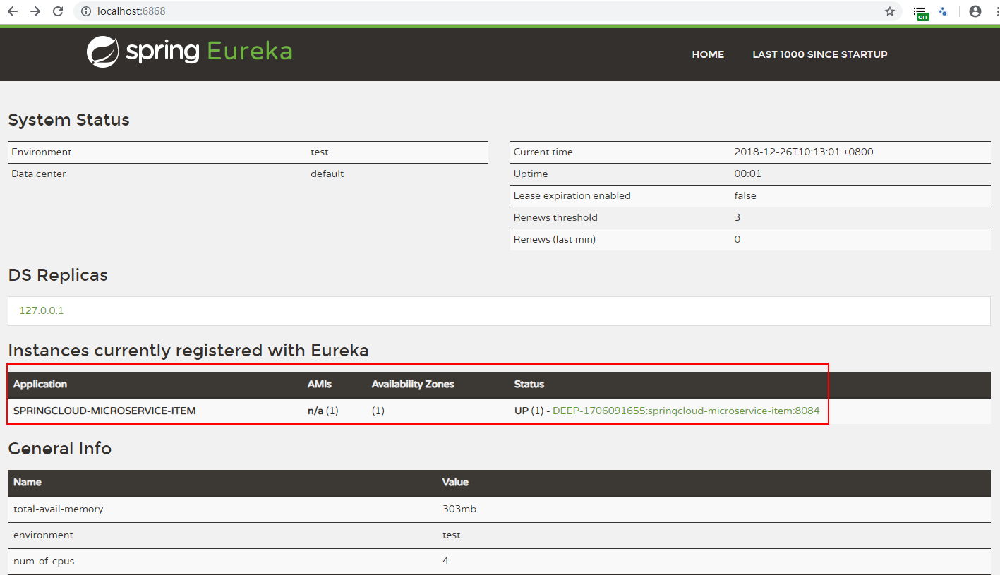 localhost:6868
on
spring Eureka
HOME LAST 1000 SINCE STARTUP
System Status
Environment test
Data center default
Current time 2018-12-26T10:13:01 +0800
Uptime 00:01
Lease expiration enabled false
Renews threshold 3
Renews (last min) 0
DS Replicas
127.0.0.1
Instances currently registered with Eureka
Application AMIs Availability Zones Status
SPRINGCLOUD-MICROSERVICE-ITEM n/a (1) (1) UP (1) - DEEP-1706091655:springcloud-microservice-item:8084
General Info
Name Value
total-avail-memory 303mb
environment test
num-of-cpus 4